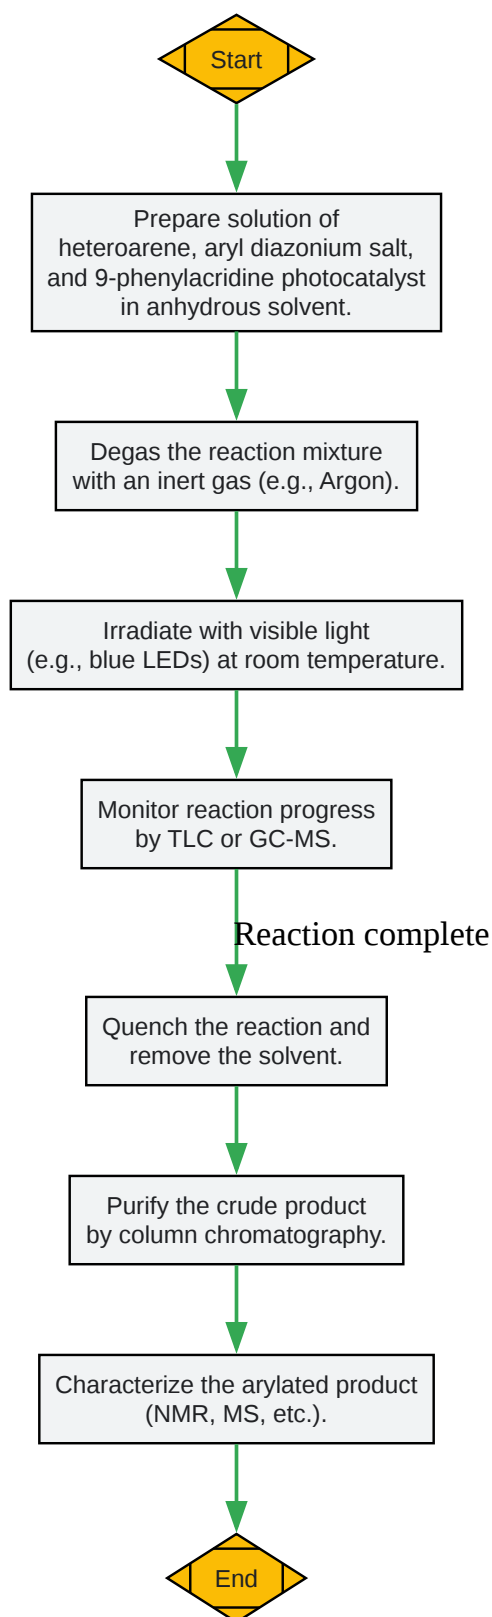 Start
Prepare solution of
heteroarene, aryl diazonium salt,
and 9-phenylacridine photocatalyst
in anhydrous solvent.
Degas the reaction mixture
with an inert gas (e.g., Argon).
Irradiate with visible light
(e.g., blue LEDs) at room temperature.
Monitor reaction progress
by TLC or GC-MS.
Reaction complete
Quench the reaction and
remove the solvent.
Purify the crude product
by column chromatography.
Characterize the arylated product
(NMR, MS, etc.).
End